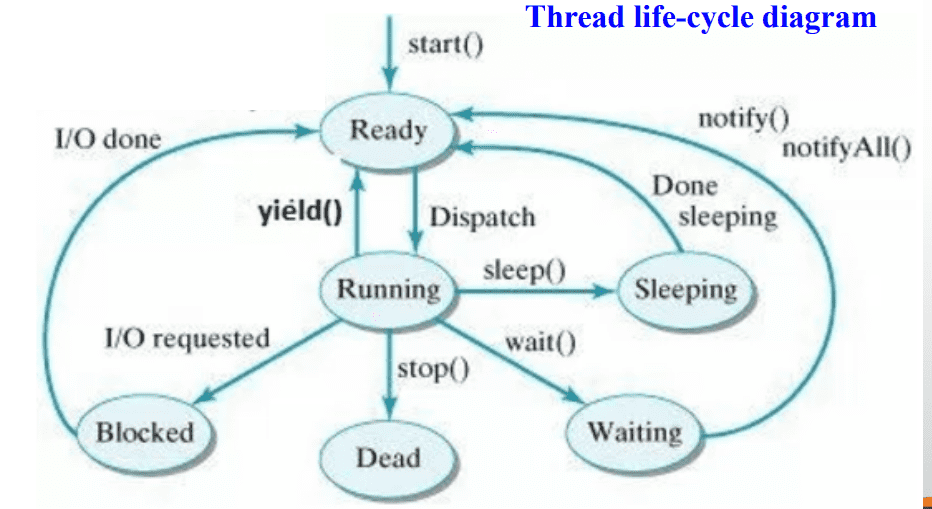 Thread life-cycle diagram
start()
I/O done
Ready
notify()
notifyAll()
yield()
Dispatch
Done
sleeping
Running
sleep()
Sleeping
I/O requested
stop()
wait()
Blocked
Dead
Waiting